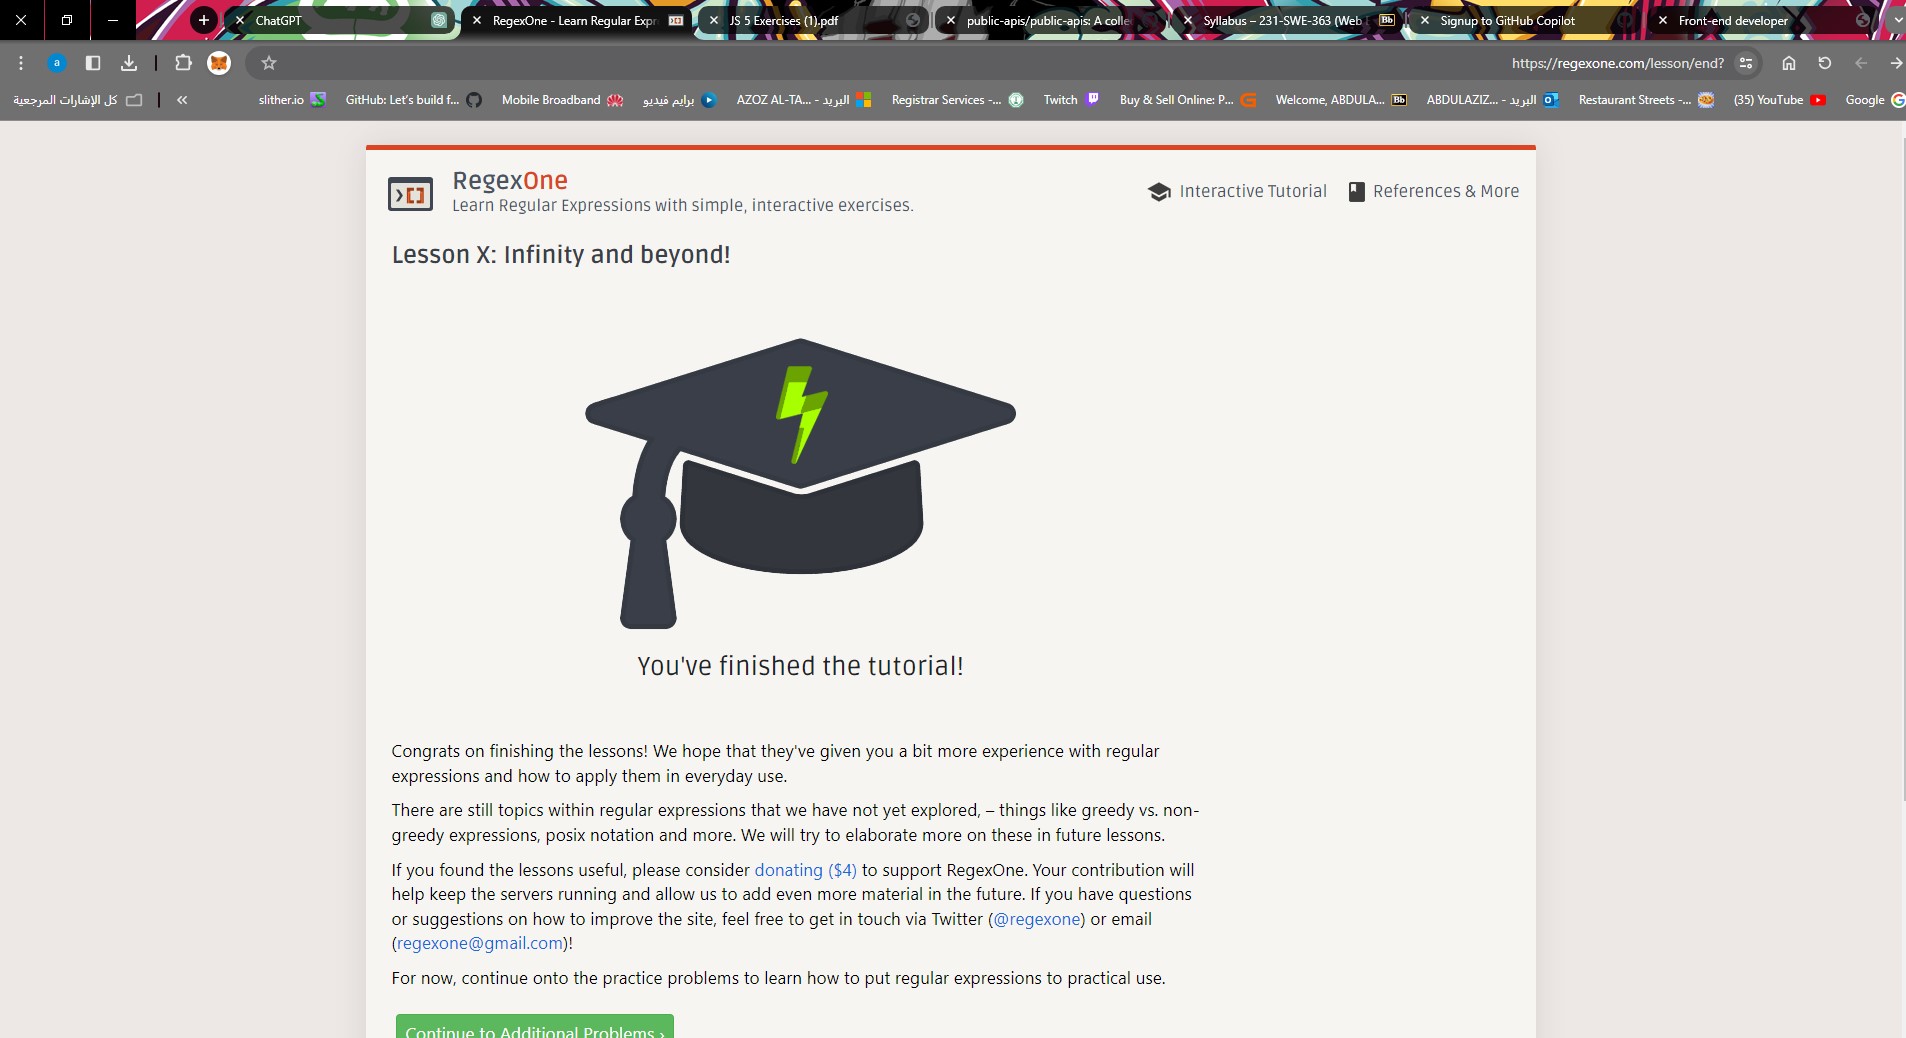 ChatGPT
RegexOne - Learn Regular Expr
JS 5 Exercises (1).pdf
public-apis/public-apis: A colle
Syllabus – 231-SWE-363 (Web
Signup to GitHub Copilot
Front-end developer
a
https://regexone.com/lesson/end?
كل الإشارات المرجعية
slither.io
GitHub: Let's build f...
Mobile Broadband
برايم فيديو
AZOZ AL-TA... - البريد
Registrar Services -...
Twitch
Buy & Sell Online: P...
Welcome, ABDULA...
Bb
ABDULAZIZ... - البريد
Restaurant Streets -...
(35) YouTube
Google
RegexOne
Learn Regular Expressions with simple, interactive exercises.
Interactive Tutorial
References & More
Lesson X: Infinity and beyond!
You've finished the tutorial!
Congrats on finishing the lessons! We hope that they've given you a bit more experience with regular
expressions and how to apply them in everyday use.
There are still topics within regular expressions that we have not yet explored, – things like greedy vs. non-
greedy expressions, posix notation and more. We will try to elaborate more on these in future lessons.
If you found the lessons useful, please consider donating ($4) to support RegexOne. Your contribution will
help keep the servers running and allow us to add even more material in the future. If you have questions
or suggestions on how to improve the site, feel free to get in touch via Twitter (@regexone) or email
(regexone@gmail.com)!
For now, continue onto the practice problems to learn how to put regular expressions to practical use.
Continue to Additional Problems ›